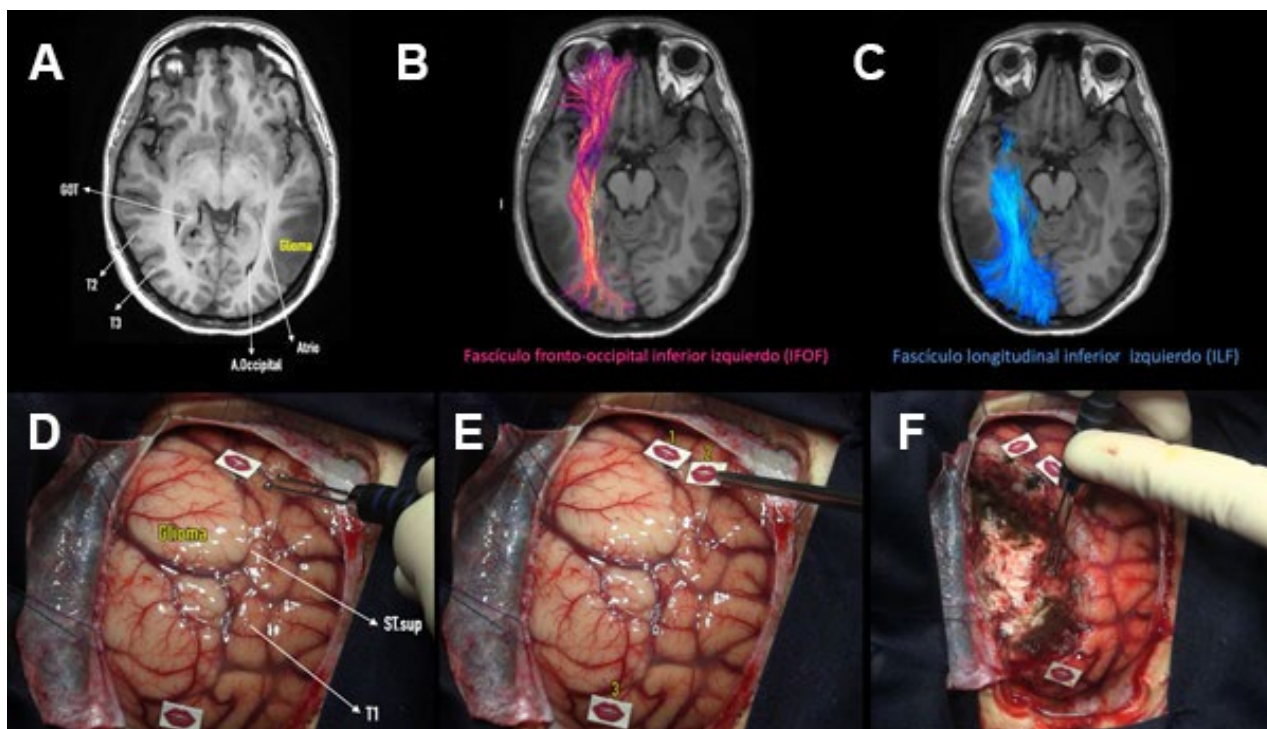 A
B
C
GOT
Glioma
T2
T3
Atrio
A.Occipital
I
Fascículo fronto-occipital inferior izquierdo (IFOF)
Fascículo longitudinal inferior izquierdo (ILF)
D
E
F
1
2
Glioma
ST.sup
3
T1